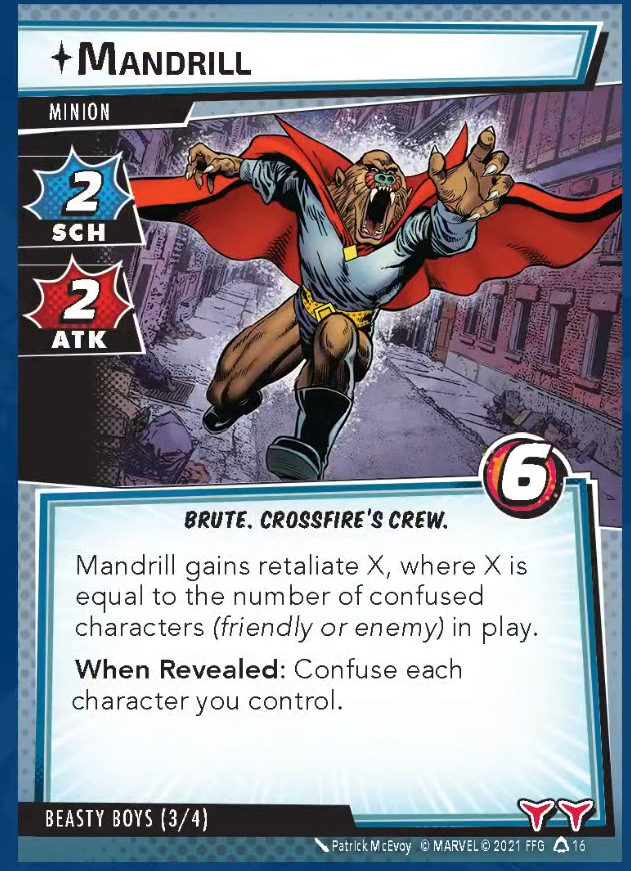 MANDRILL
MINION
2
SCH
2
ATK
6
BRUTE. CROSSFIRE'S CREW.
Mandrill gains retaliate X, where X is
equal to the number of confused
characters (friendly or enemy) in play.
When Revealed: Confuse each
character you control.
BEASTY BOYS (3/4)
Patrick McEvoy © MARVEL © 2021 FFG 16